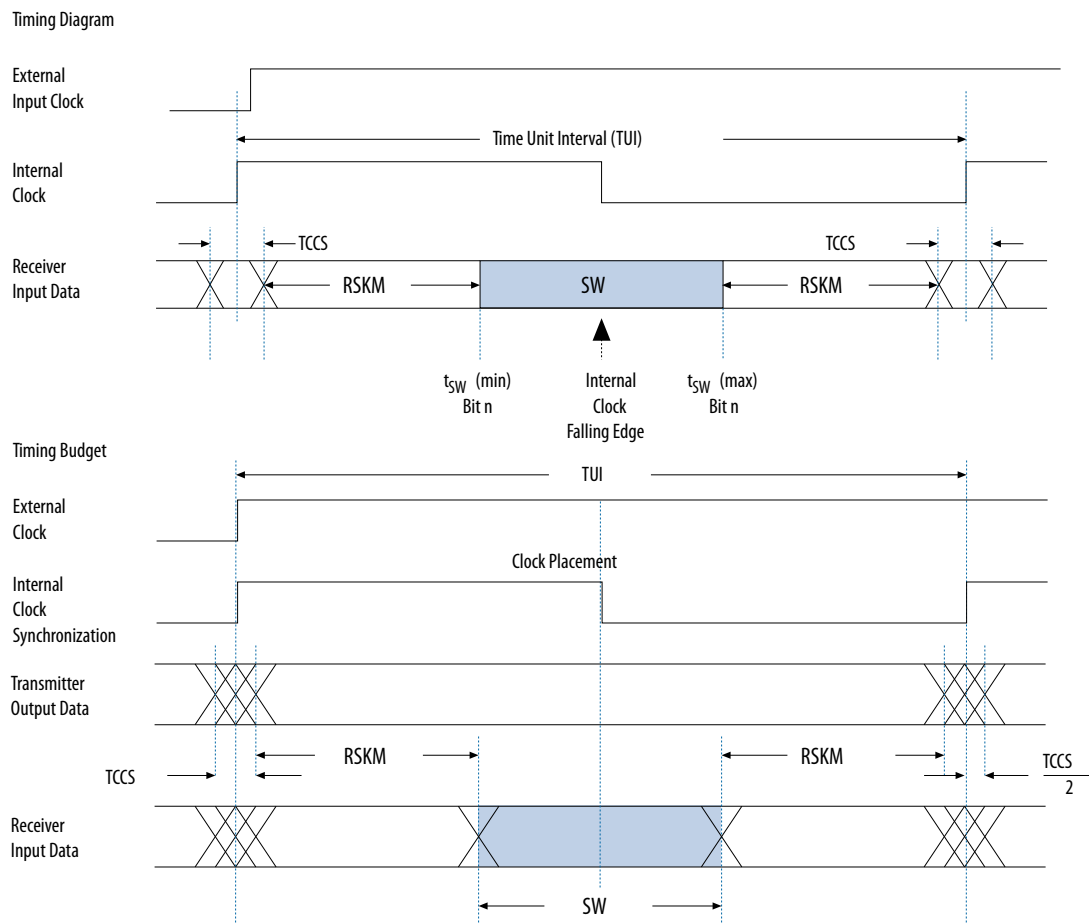 Timing Diagram
External
Input Clock
Time Unit Interval (TUI)
Internal
Clock
TCCS
TCCS
Receiver
Input Data
RSKM
SW
RSKM
tSW (min)
Bit n
Internal
Clock
Falling Edge
tSW (max)
Bit n
Timing Budget
TUI
External
Clock
Clock Placement
Internal
Clock
Synchronization
Transmitter
Output Data
RSKM
RSKM
TCCS
TCCS
2
Receiver
Input Data
SW